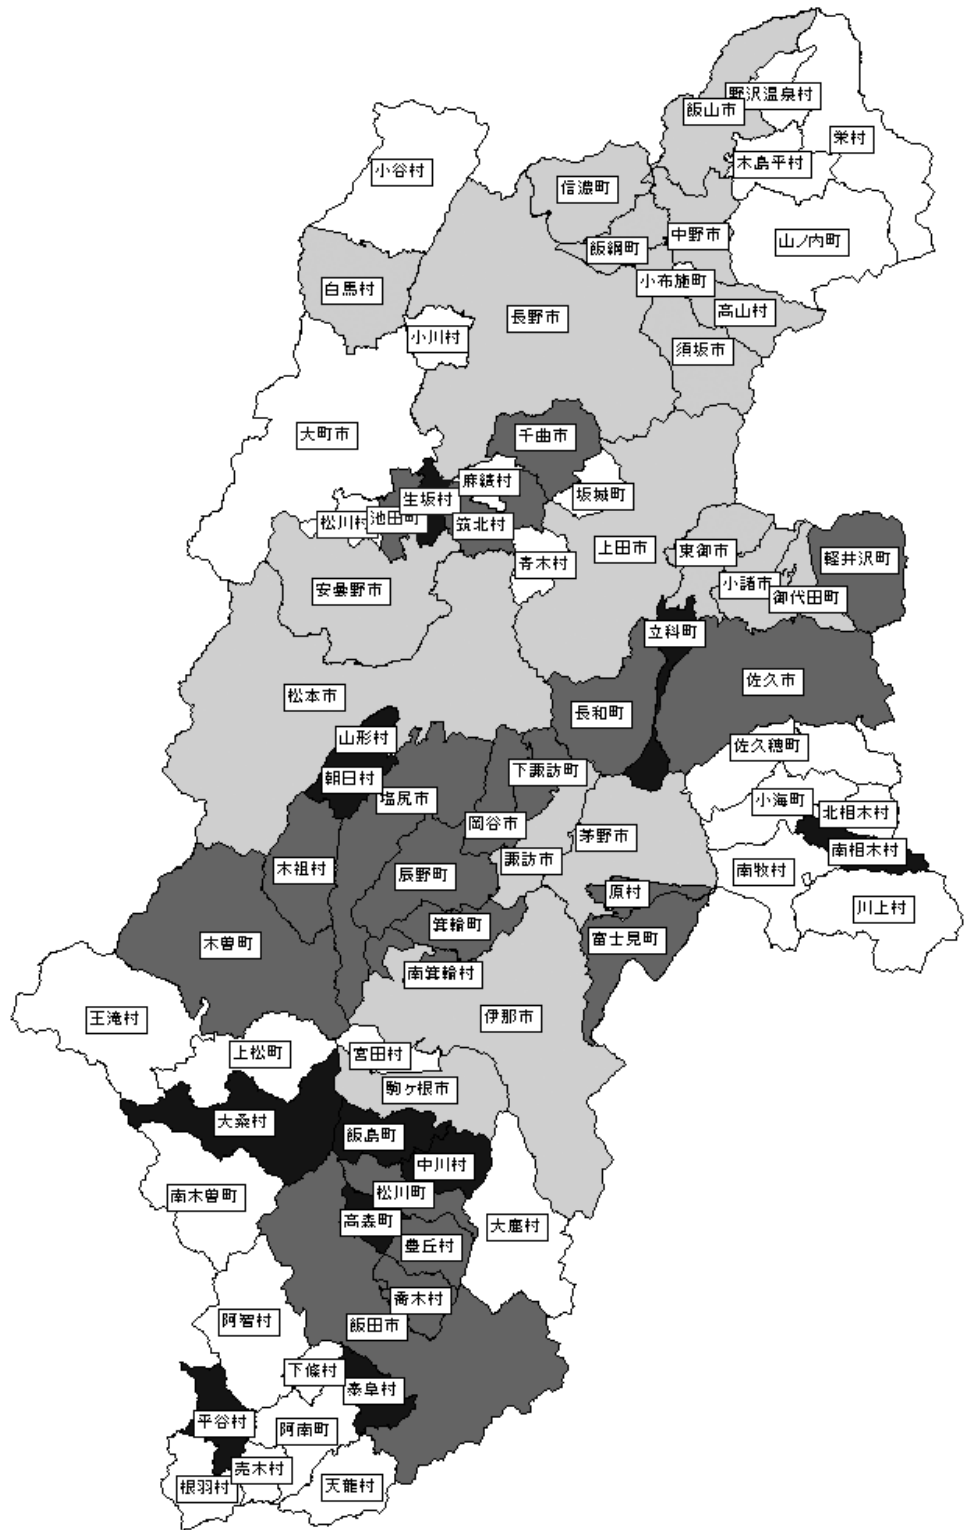 野沢温泉村
飯山市
栄村
木島平村
小谷村
信濃町
中野市
山ノ内町
飯綱町
小布施町
白馬村
高山村
長野市
小川村
須坂市
大町市
千曲市
麻績村
坂城町
生坂村
松川村
池田町
筑北村
上田市
東御市
軽井沢町
青木村
小諸市
安曇野市
御代田町
立科町
佐久市
松本市
長和町
山形村
佐久穂町
朝日村
下諏訪町
塩尻市
小海町
北相木村
岡谷市
茅野市
南相木村
諏訪市
木祖村
辰野町
南牧村
原村
川上村
箕輪町
木曽町
富士見町
南箕輪村
王滝村
伊那市
上松町
宮田村
駒ヶ根市
大桑村
飯島町
中川村
南木曽町
松川町
高森町
大鹿村
豊丘村
喬木村
阿智村
飯田市
下條村
泰阜村
平谷村
阿南町
売木村
根羽村
天龍村